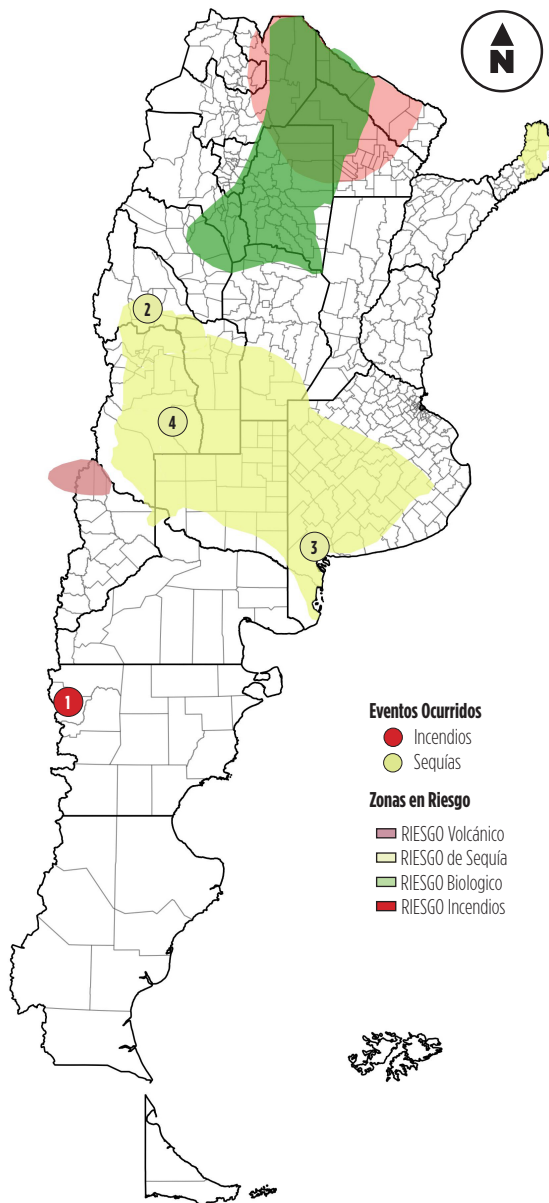 N
2
4
3
1
Eventos Ocurridos
Incendios
Sequías
Zonas en Riesgo
RIESGO Volcánico
RIESGO de Sequía
RIESGO Biologico
RIESGO Incendios